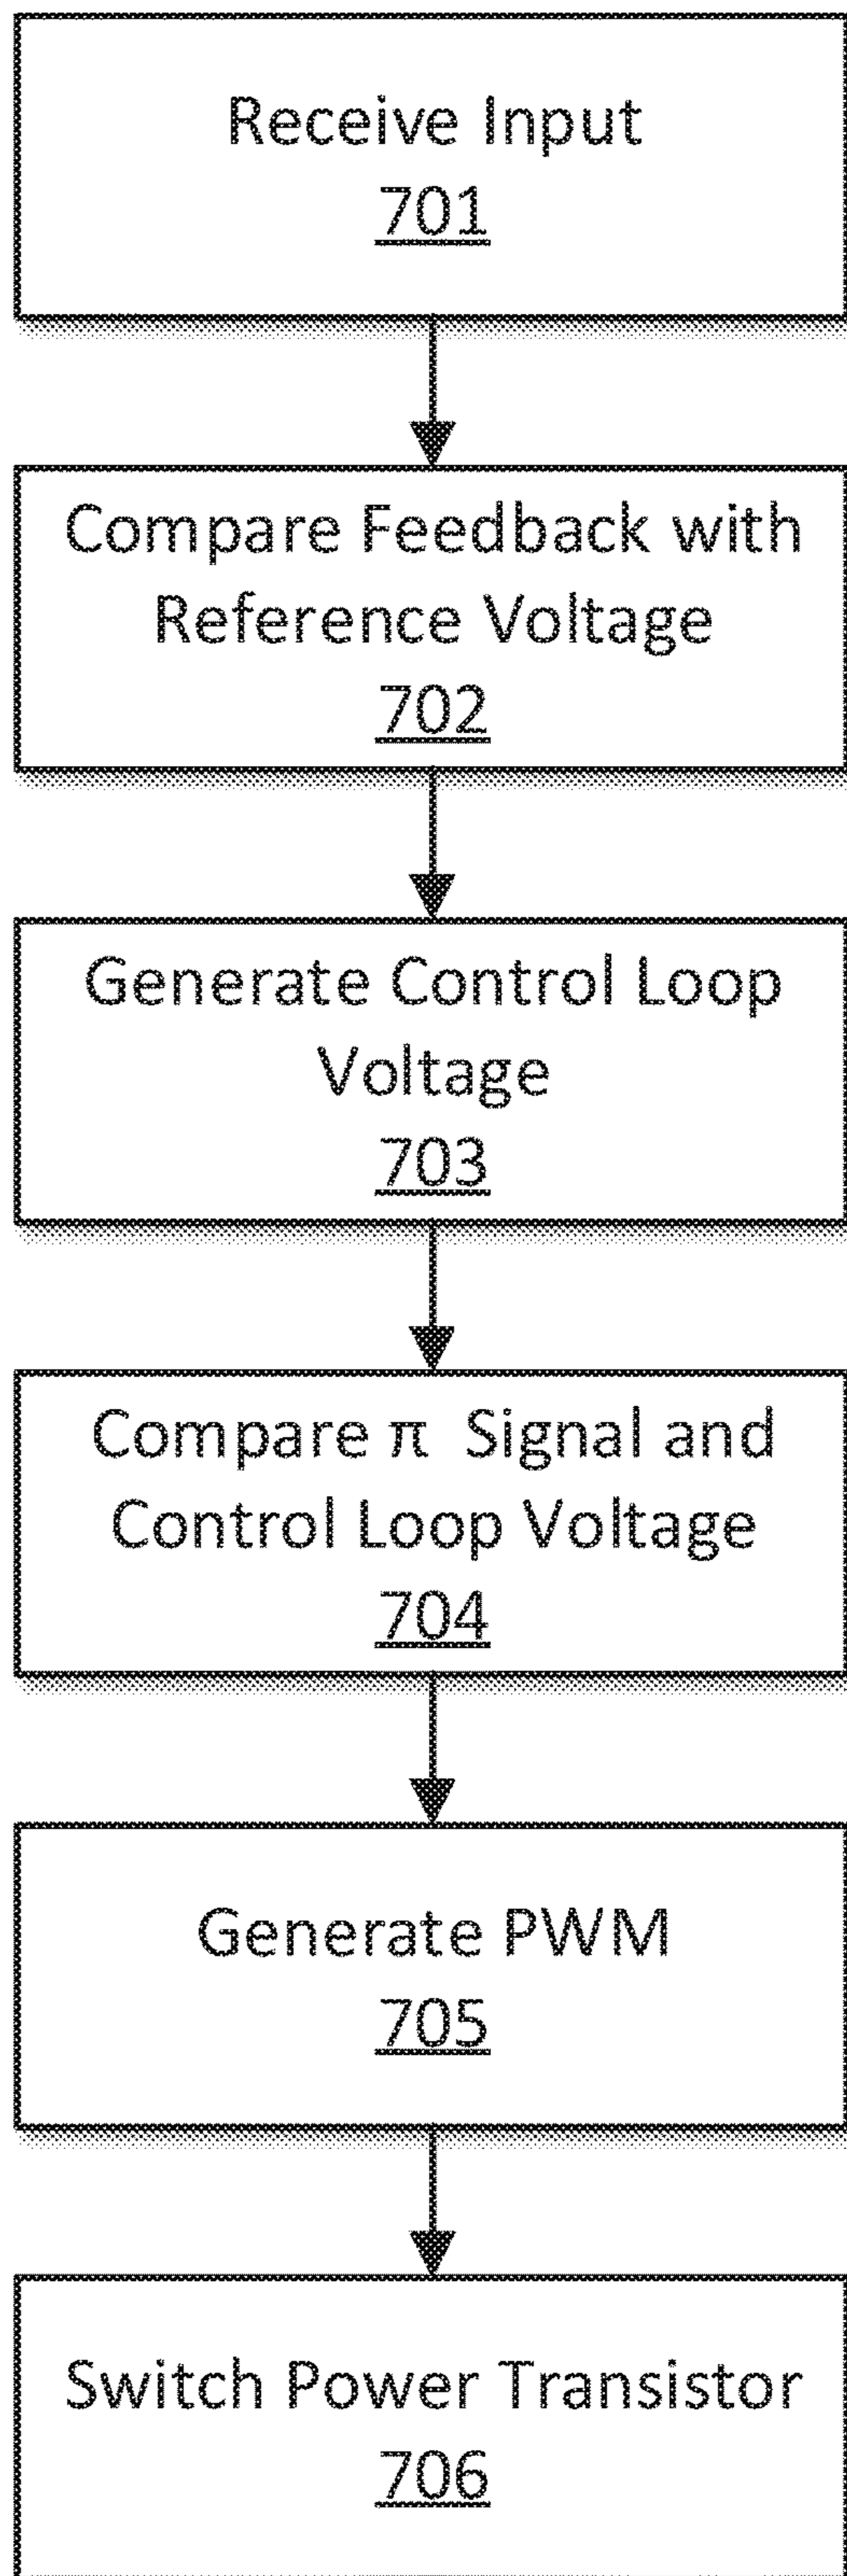 Receive Input
701
Compare Feedback with
Reference Voltage
702
Generate Control Loop
Voltage
703
Compare π Signal and
Control Loop Voltage
704
Generate PWM
705
Switch Power Transistor
706